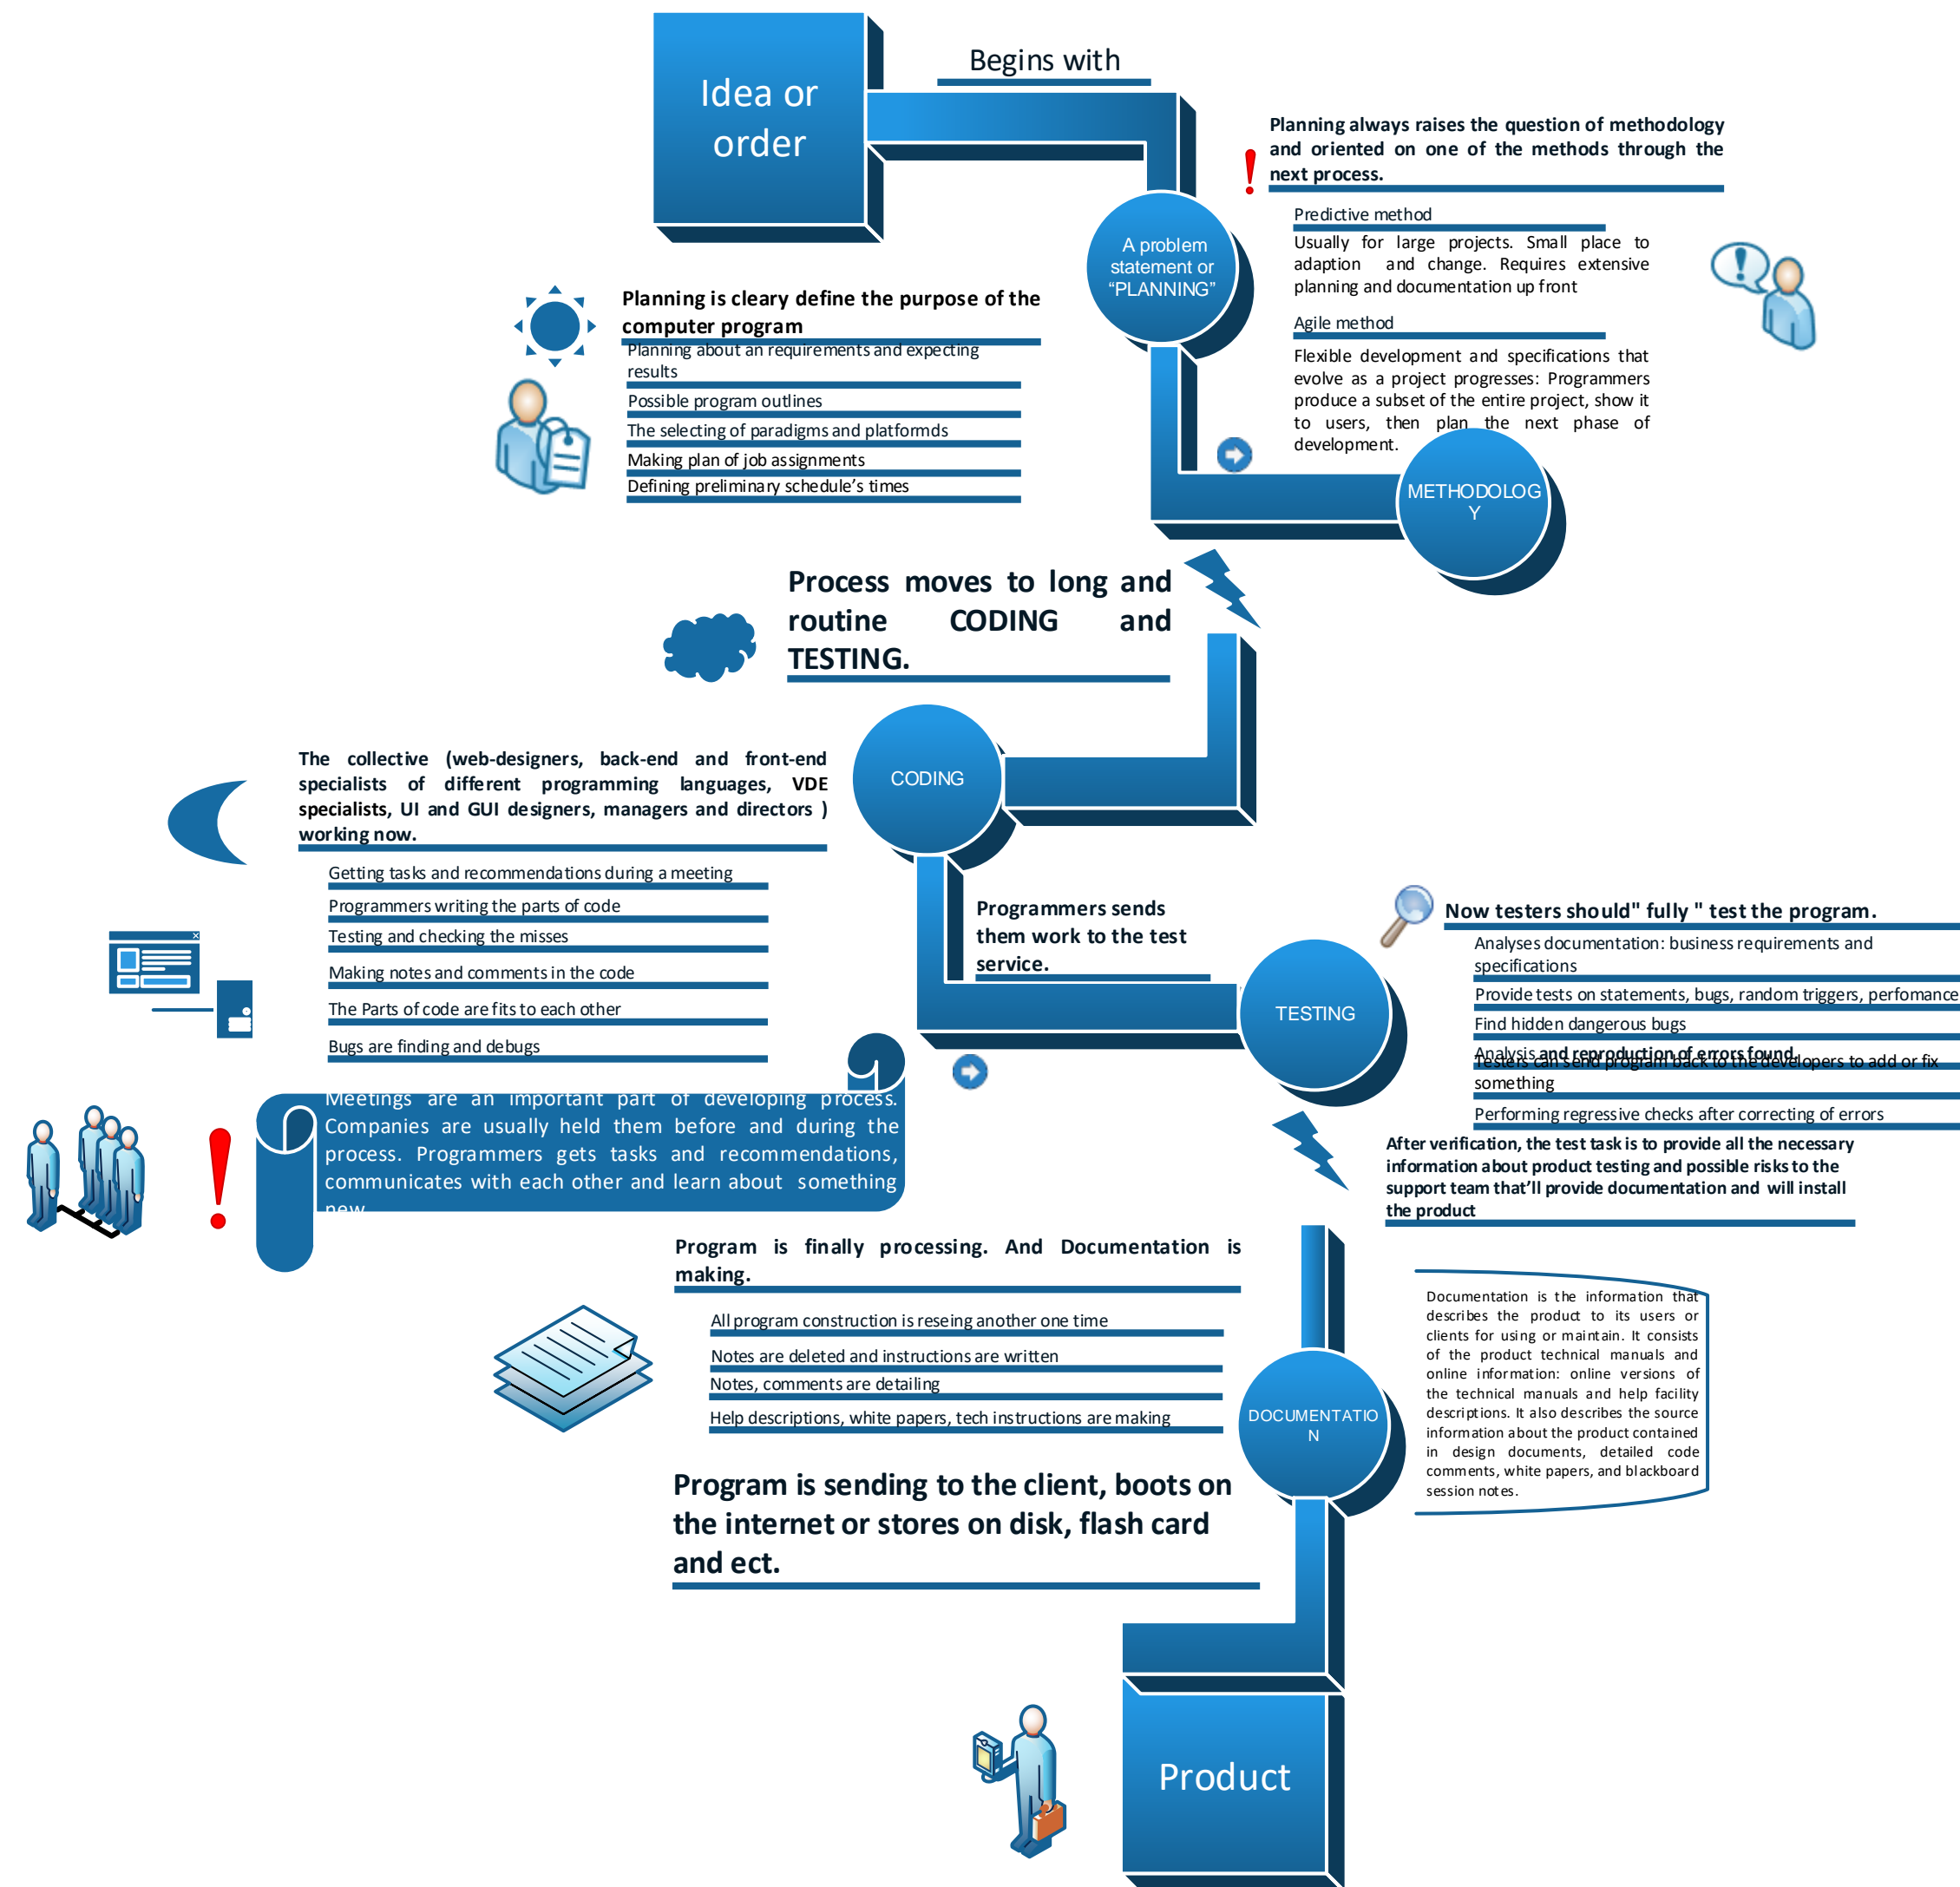 Idea or
order
Begins with
Planning always raises the question of methodology
and oriented on one of the methods through the
next process.
Predictive method
Usually for large projects. Small place to
adaption and change. Requires extensive
planning and documentation up front
Agile method
Flexible development and specifications that
evolve as a project progresses: Programmers
produce a subset of the entire project, show it
to users, then plan the next phase of
development.
A problem
statement or
“PLANNING”
Planning is cleary define the purpose of the
computer program
Planning about an requirements and expecting
results
Possible program outlines
The selecting of paradigms and platformds
Making plan of job assignments
Defining preliminary schedule’s times
METHODOLOG
Y
Process moves to long and
routine CODING and
TESTING.
CODING
The collective (web-designers, back-end and front-end
specialists of different programming languages, VDE
specialists, UI and GUI designers, managers and directors )
working now.
Getting tasks and recommendations during a meeting
Programmers writing the parts of code
Testing and checking the misses
Making notes and comments in the code
The Parts of code are fits to each other
Bugs are finding and debugs
Programmers sends
them work to the test
service.
TESTING
Now testers should" fully " test the program.
Analyses documentation: business requirements and
specifications
Provide tests on statements, bugs, random triggers, perfomance
Find hidden dangerous bugs
Analysis and reproduction of errors found.
Testers can send program back to the developers to add or fix
something
Performing regressive checks after correcting of errors
After verification, the test task is to provide all the necessary
information about product testing and possible risks to the
support team that’ll provide documentation and will install
the product
Meetings are an important part of developing process.
Companies are usually held them before and during the
process. Programmers gets tasks and recommendations,
communicates with each other and learn about something
new
Program is finally processing. And Documentation is
making.
All program construction is reseing another one time
Notes are deleted and instructions are written
Notes, comments are detailing
Help descriptions, white papers, tech instructions are making
DOCUMENTATIO
N
Documentation is the information that
describes the product to its users or
clients for using or maintain. It consists
of the product technical manuals and
online information: online versions of
the technical manuals and help facility
descriptions. It also describes the source
information about the product contained
in design documents, detailed code
comments, white papers, and blackboard
session notes.
Program is sending to the client, boots on
the internet or stores on disk, flash card
and ect.
Product